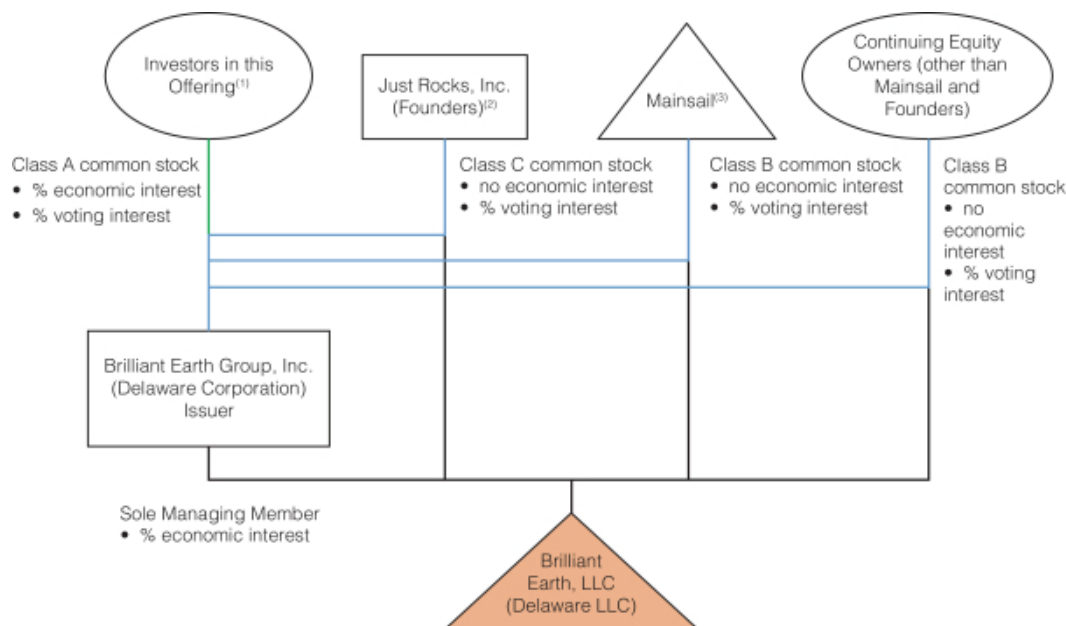 Investors in this
Offering(1)
Just Rocks, Inc.
(Founders)(2)
Mainsail(3)
Continuing Equity
Owners (other than
Mainsail and
Founders)
Class A common stock
• % economic interest
• % voting interest
Class C common stock
• no economic interest
• % voting interest
Class B common stock
• no economic interest
• % voting interest
Class B
common stock
• no
economic
interest
• % voting
interest
Brilliant Earth Group, Inc.
(Delaware Corporation)
Issuer
Sole Managing Member
• % economic interest
Brilliant
Earth, LLC
(Delaware LLC)